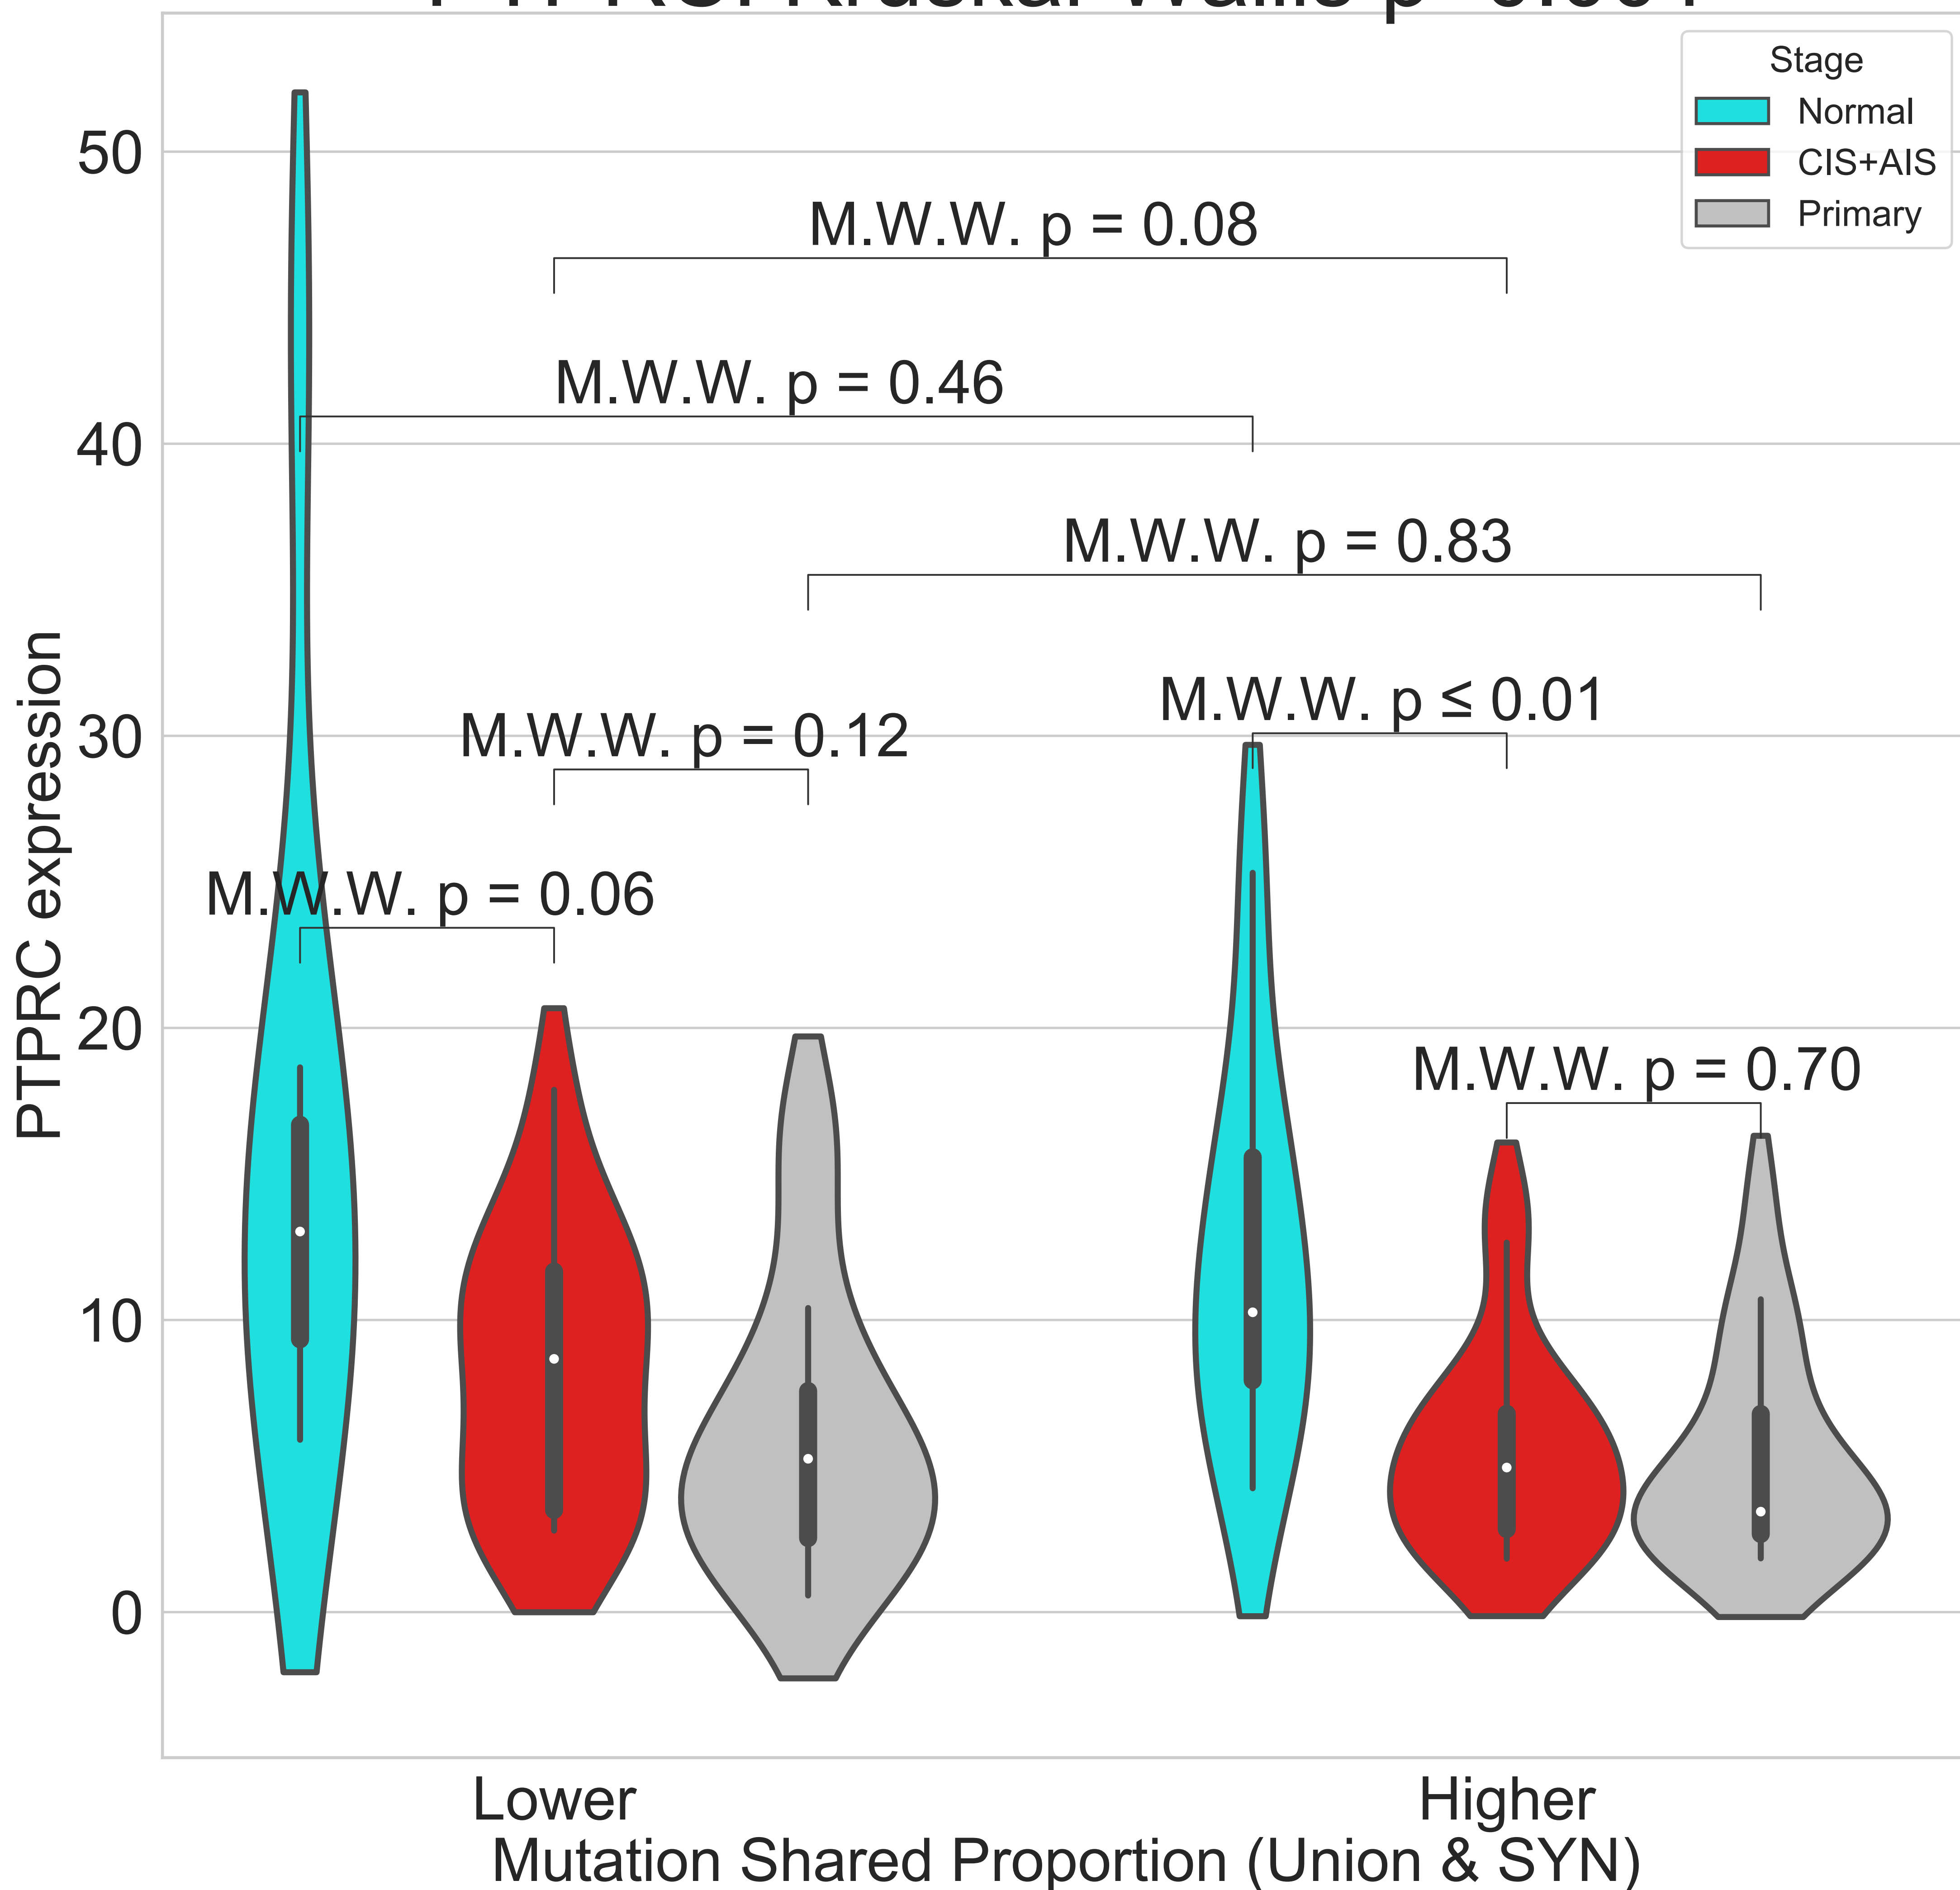 Stage
Normal
CIS+AIS
Primary
50
40
30
20
10
0
PTPRC expression
M.W.W. p = 0.08
M.W.W. p = 0.46
M.W.W. p = 0.83
M.W.W. p ≤ 0.01
M.W.W. p = 0.12
M.W.W. p = 0.06
M.W.W. p = 0.70
Lower
Higher
Mutation Shared Proportion (Union & SYN)